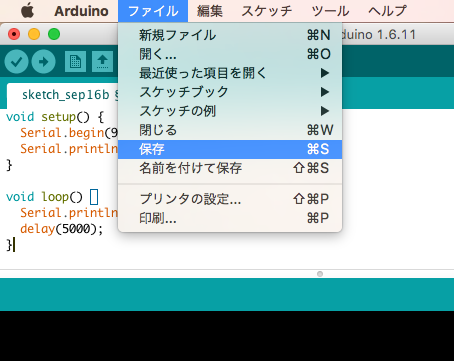 Arduino ファイル 編集 スケッチ ツール ヘルプ
新規ファイル ⌘N
開く... ⌘O
最近使った項目を開く ▶
スケッチブック ▶
スケッチの例 ▶
閉じる ⌘W
保存 ⌘S
名前を付けて保存 ⇧⌘S
プリンタの設定... ⇧⌘P
印刷... ⌘P
duino 1.6.11
sketch_sep16b §
void setup() {
Serial.begin(9
Serial.println
}
void loop() {
Serial.println
delay(5000);
}